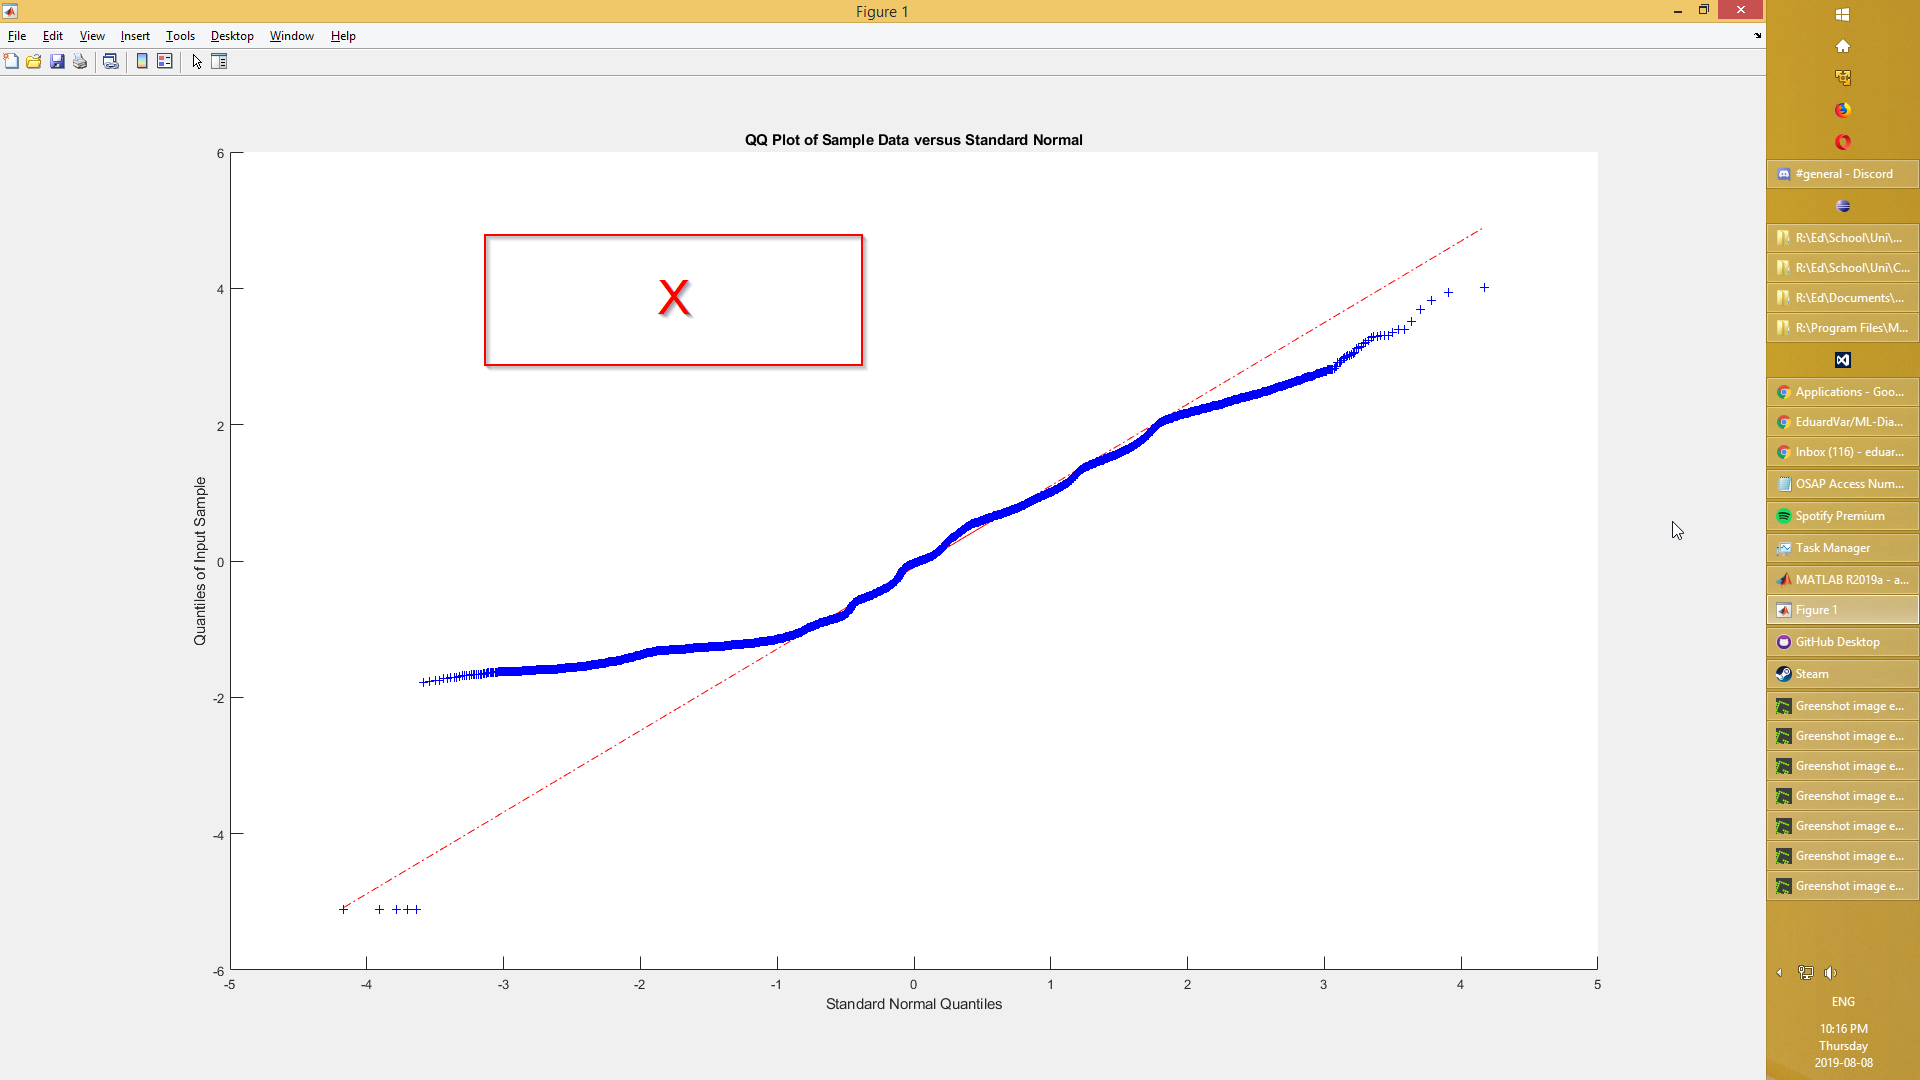 Figure 1
File Edit View Insert Tools Desktop Window Help
QQ Plot of Sample Data versus Standard Normal
X
Quantiles of Input Sample
6
4
2
0
-2
-4
-6
-5 -4 -3 -2 -1 0 1 2 3 4 5
Standard Normal Quantiles
#general - Discord
R:\Ed\School\Uni\...
R:\Ed\School\Uni\C...
R:\Ed\Documents\...
R:\Program Files\M...
Applications - Goo...
EduardVar/ML-Dia...
Inbox (116) - eduar...
OSAP Access Num...
Spotify Premium
Task Manager
MATLAB R2019a - a...
Figure 1
GitHub Desktop
Steam
Greenshot image e...
Greenshot image e...
Greenshot image e...
Greenshot image e...
Greenshot image e...
Greenshot image e...
Greenshot image e...
ENG
10:16 PM
Thursday
2019-08-08